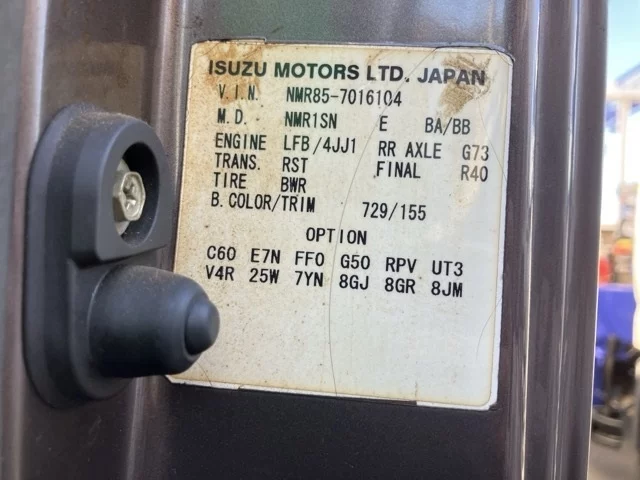 ISUZU MOTORS LTD. JAPAN
V.I.N. NMR85-7016104
M.D. NMR1SN E BA/BB
ENGINE LFB/4JJ1 RR AXLE G73
TRANS. RST FINAL R40
TIRE BWR
B.COLOR/TRIM 729/155
OPTION
C60 E7N FF0 G50 RPV UT3
V4R 25W 7YN 8GJ 8GR 8JM